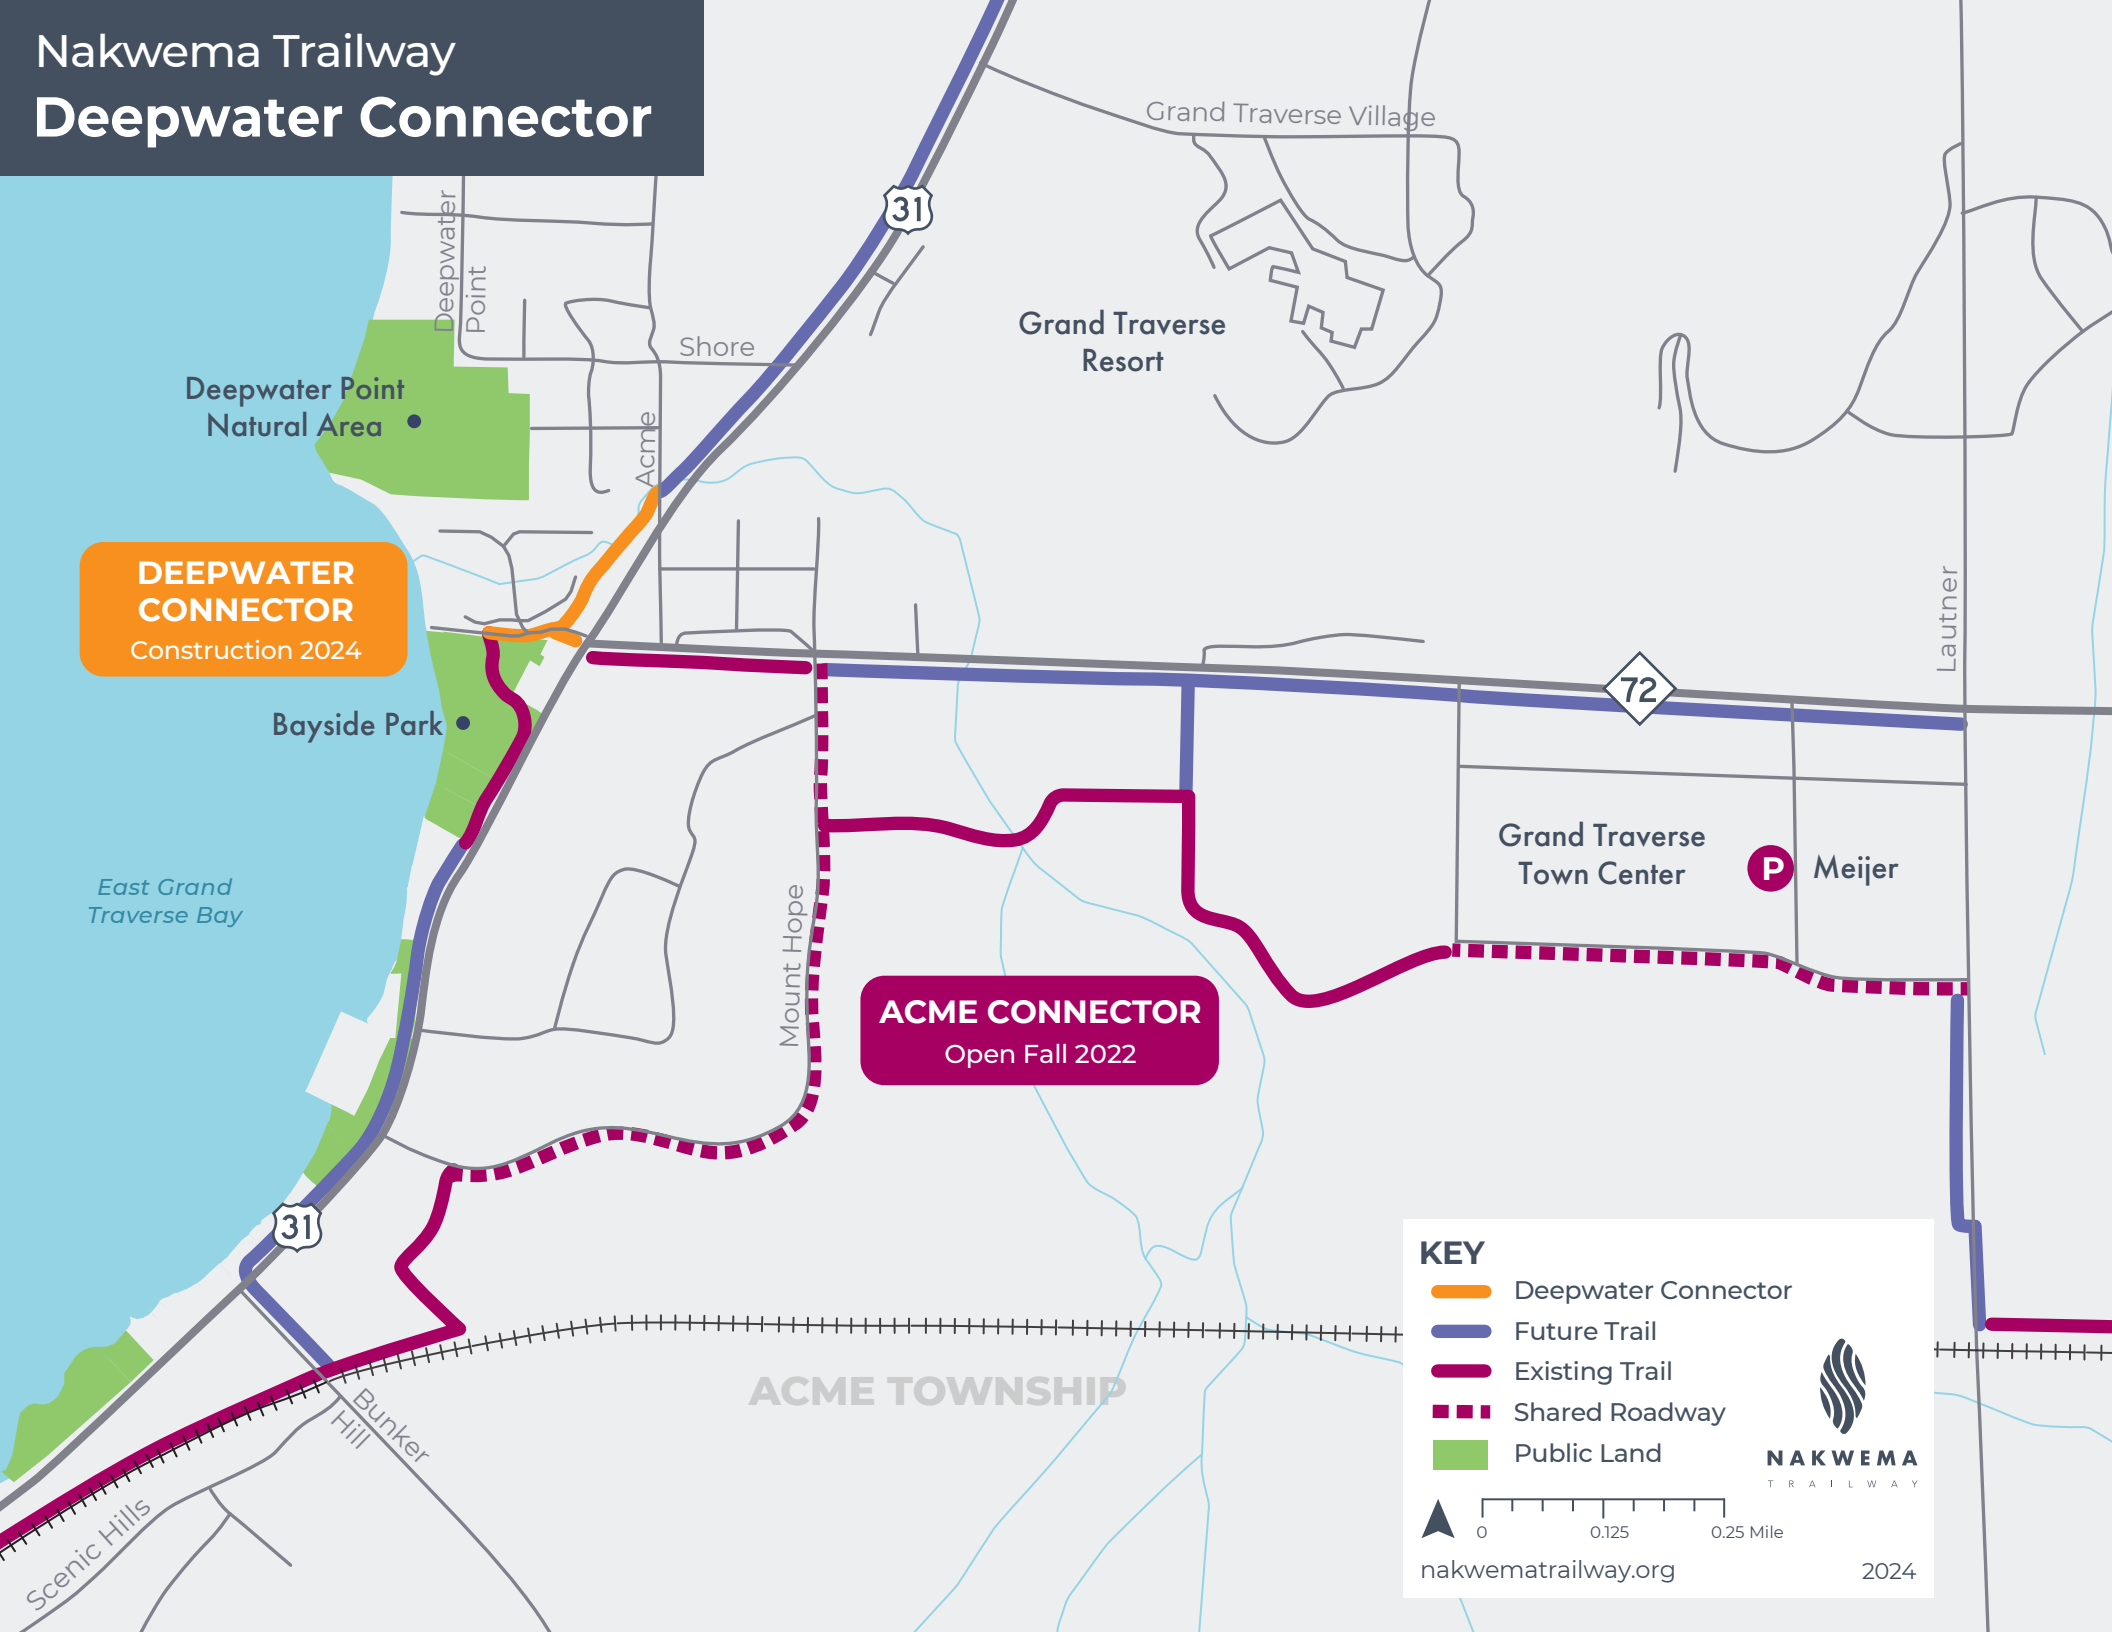 Nakwema Trailway
Deepwater Connector
Grand Traverse Village
31
Deepwater
Point
Shore
Grand Traverse
Resort
Deepwater Point
Natural Area
Acme
DEEPWATER
CONNECTOR
Construction 2024
Lautner
72
Bayside Park
Grand Traverse
Town Center
P
Meijer
East Grand
Traverse Bay
Mount Hope
ACME CONNECTOR
Open Fall 2022
31
ACME TOWNSHIP
Bunker
Hill
Scenic Hills
KEY
Deepwater Connector
Future Trail
Existing Trail
Shared Roadway
Public Land
NAKWEMA
TRAILWAY
0 0.125 0.25 Mile
nakwematrailway.org
2024